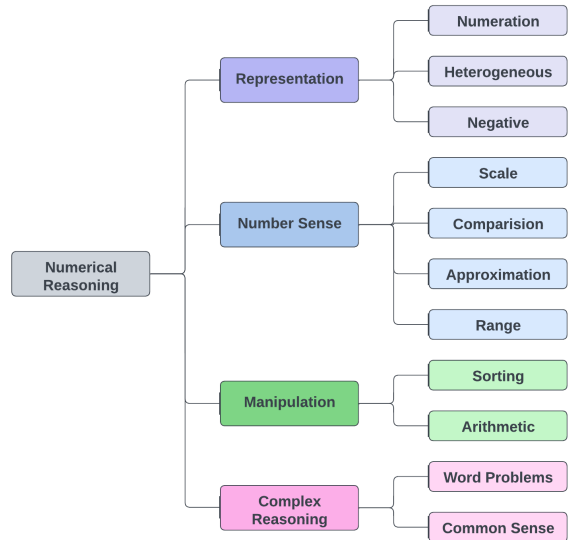 Numerical
Reasoning
Representation
Numeration
Heterogeneous
Negative
Number Sense
Scale
Comparision
Approximation
Range
Manipulation
Sorting
Arithmetic
Complex
Reasoning
Word Problems
Common Sense